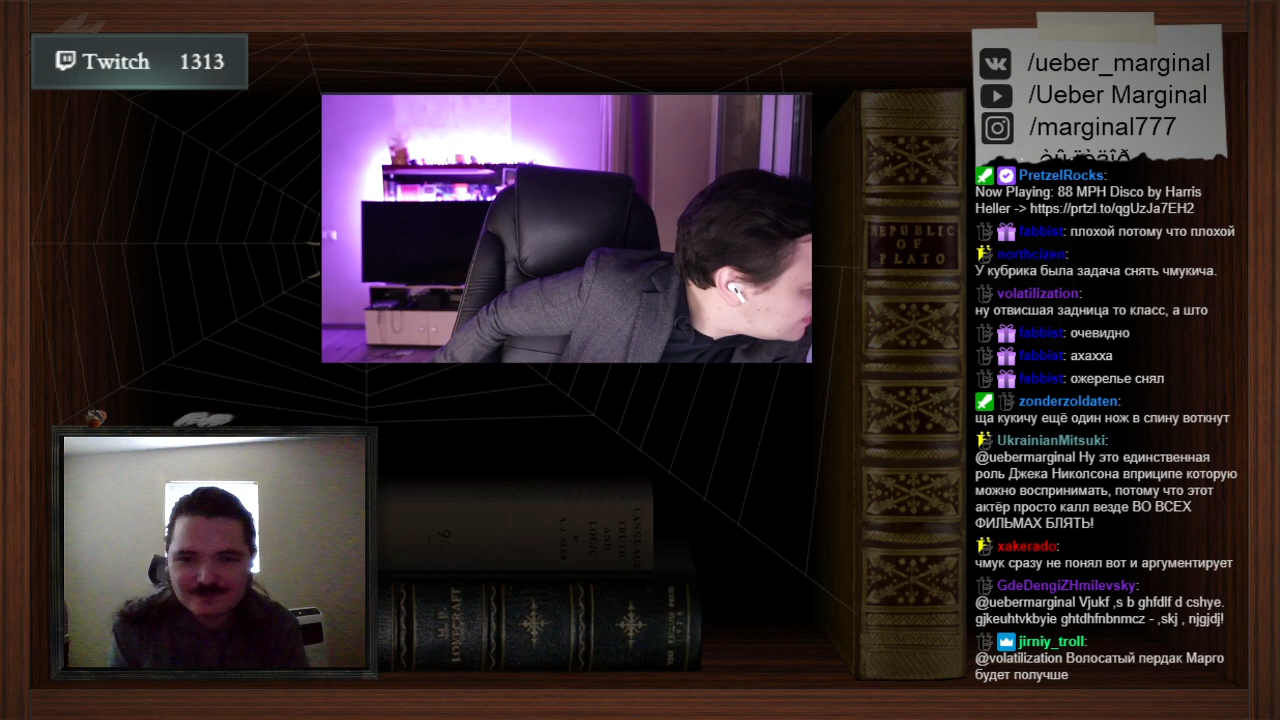 Twitch 1313
/ueber_marginal
/Ueber Marginal
/marginal777
PretzelRocks:
Now Playing: 88 MPH Disco by Harris
Heller -> https://prtzl.to/qgUzJa7EH2
fabbist: плохой потому что плохой
northcizen:
У кубрика была задача снять чмукича.
volatilization:
ну отвисшая задница то класс, а што
fabbist: очевидно
fabbist: ахахха
fabbist: ожерелье снял
zonderzoldaten:
ща кукичу ещё один нож в спину воткнут
UkrainianMitsuki:
@uebermarginal Ну это единственная
роль Джека Николсона вприципе которую
можно воспринимать, потому что этот
актёр просто калл везде ВО ВСЕХ
ФИЛЬМАХ БЛЯТЬ!
xakerado:
чмук сразу не понял вот и аргументирует
GdeDengiZHmilevsky:
@uebermarginal Vjukf ,s b ghfdlf d cshye.
gjkeuhtvkbyie ghtdhfnbnmcz - ,skj , njgjdj!
jirniy_troll:
@volatilization Волосатый пердак Марго
будет получше
REPUBLIC
OF
PLATO
LANGUAGE
TRUTH
AND
LOGIC
A.J. AYER
H.P.
LOVECRAFT